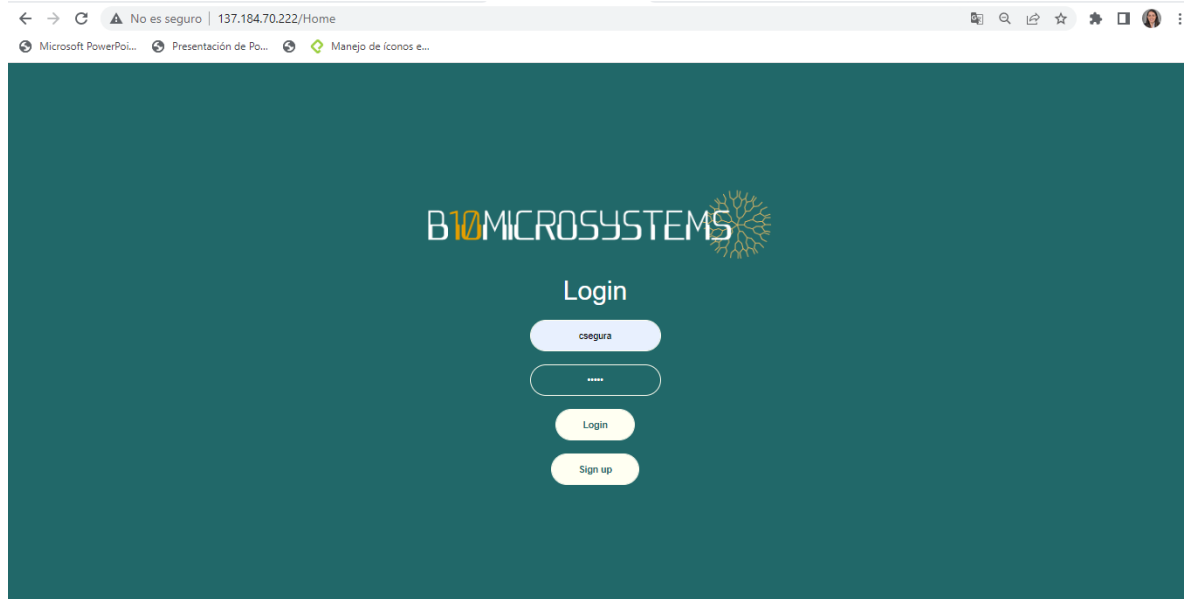 No es seguro | 137.184.70.222/Home
Microsoft PowerPoi... Presentación de Po... Manejo de íconos e...
B10MICROSYSTEMS
Login
csegura
•••••
Login
Sign up